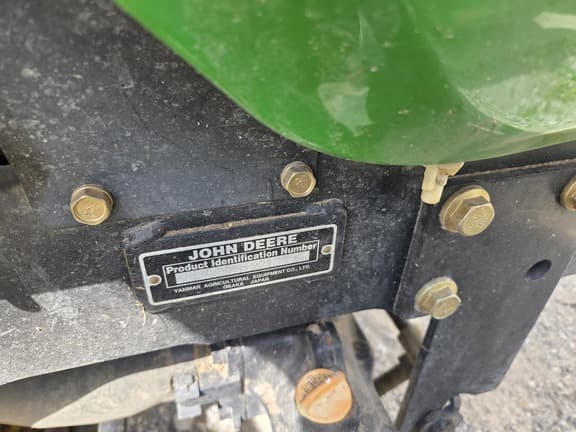 JOHN DEERE
Product Identification Number
YANMAR AGRICULTURAL EQUIPMENT CO., LTD.
OSAKA JAPAN